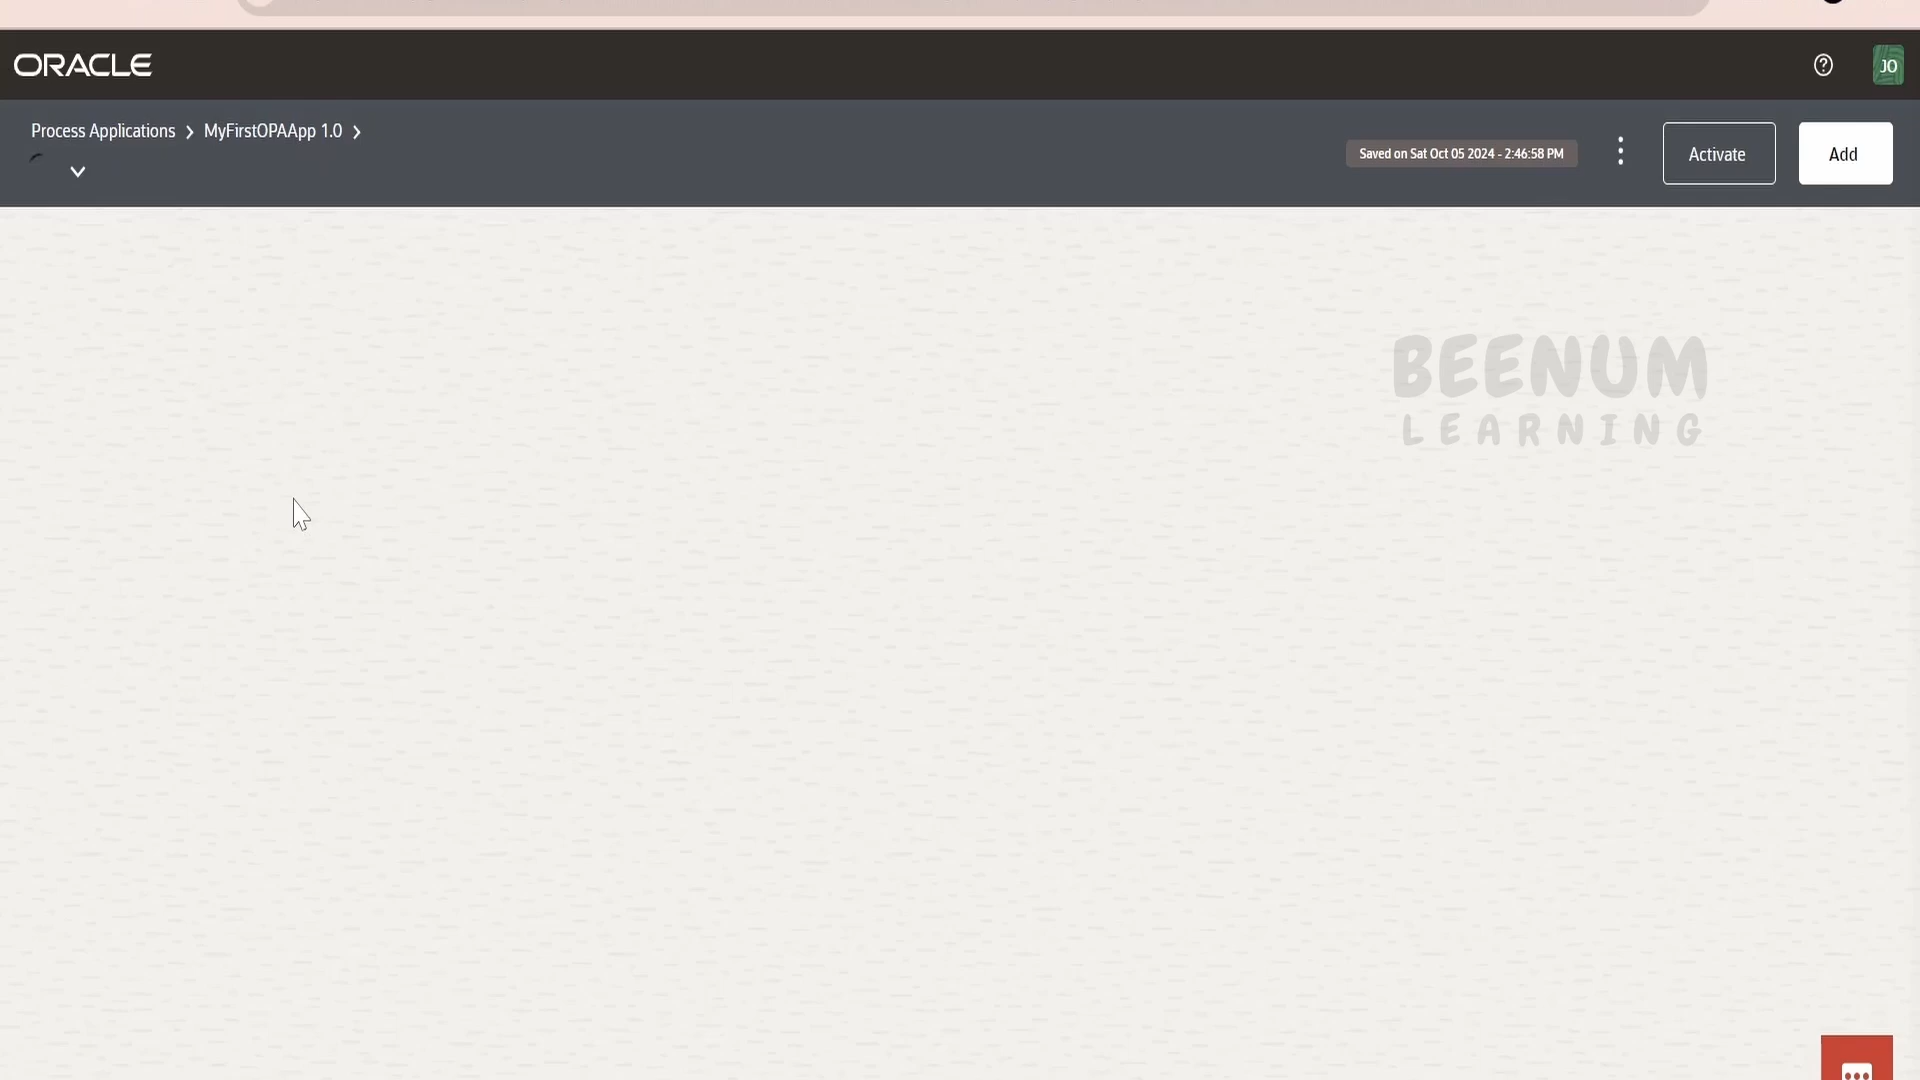 ORACLE
JO
Process Applications > MyFirstOPAApp 1.0 >
Saved on Sat Oct 05 2024 - 2:46:58 PM
Activate
Add
BEENUM
LEARNING